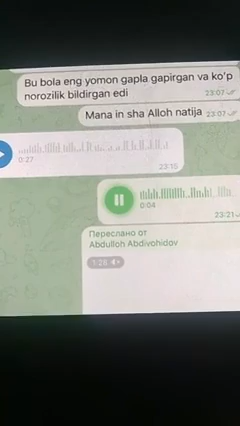 Bu bola eng yomon gapla gapirgan va ko'p
norozilik bildirgan edi
23:07
Mana in sha Alloh natija 23:07
0:27
23:15
0:04
23:21
Переслано от
Abdulloh Abdivohidov
1:28